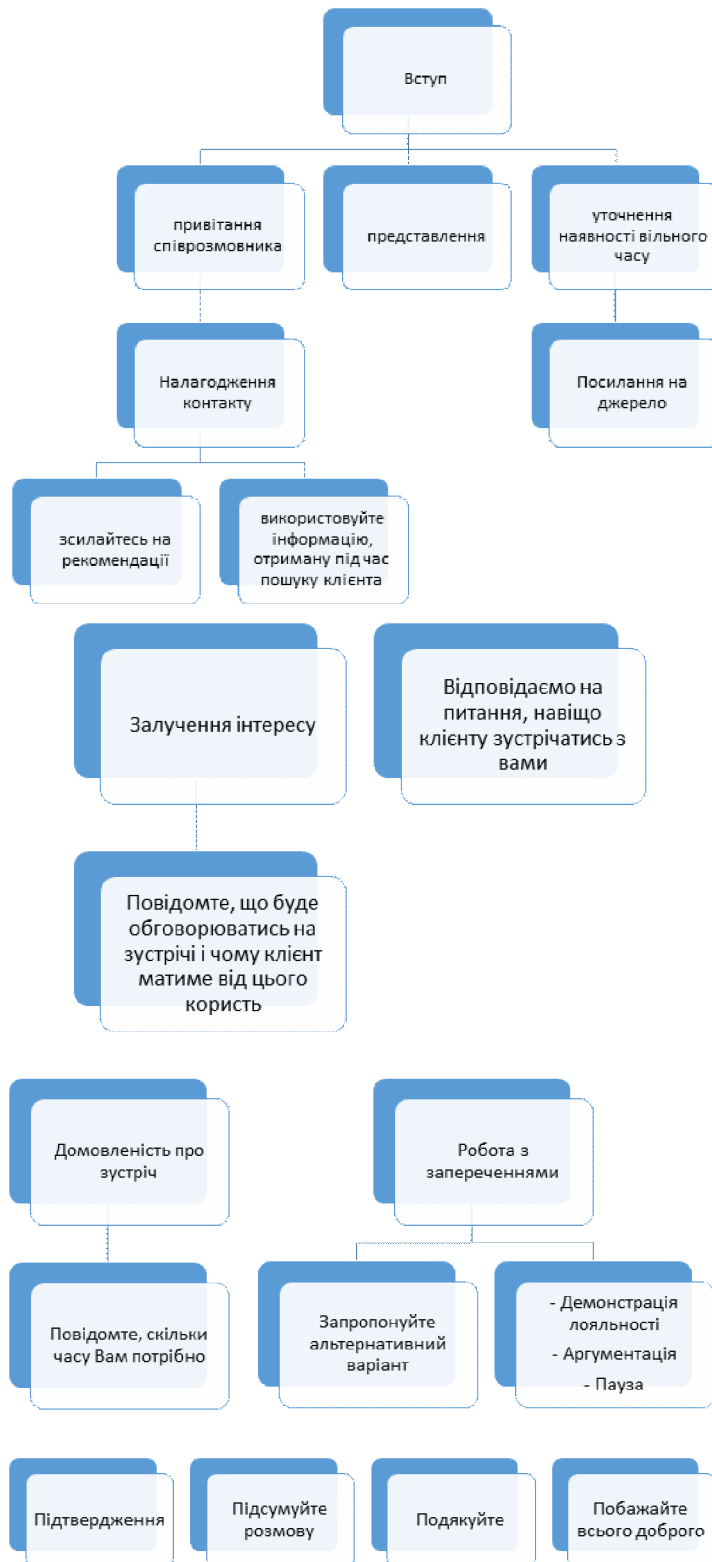 Вступ
привітання
співрозмовника
представлення
уточнення
наявності вільного
часу
Налагодження
контакту
Посилання на
джерело
зсилайтесь на
рекомендації
використовуйте
інформацію,
отриману під час
пошуку клієнта
Залучення інтересу
Відповідаємо на
питання, навіщо
клієнту зустрічатись з
вами
Повідомте, що буде
обговорюватись на
зустрічі і чому клієнт
матиме від цього
користь
Домовленість про
зустріч
Робота з
запереченнями
Повідомте, скільки
часу Вам потрібно
Запропонуйте
альтернативний
варіант
- Демонстрація
лояльності
- Аргументація
- Пауза
Підтвердження
Підсумуйте
розмову
Подякуйте
Побажайте
всього доброго